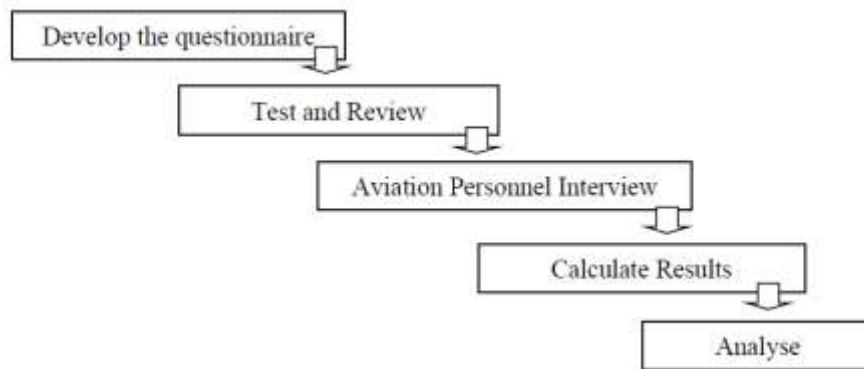 Develop the questionnaire
Test and Review
Aviation Personnel Interview
Calculate Results
Analyse